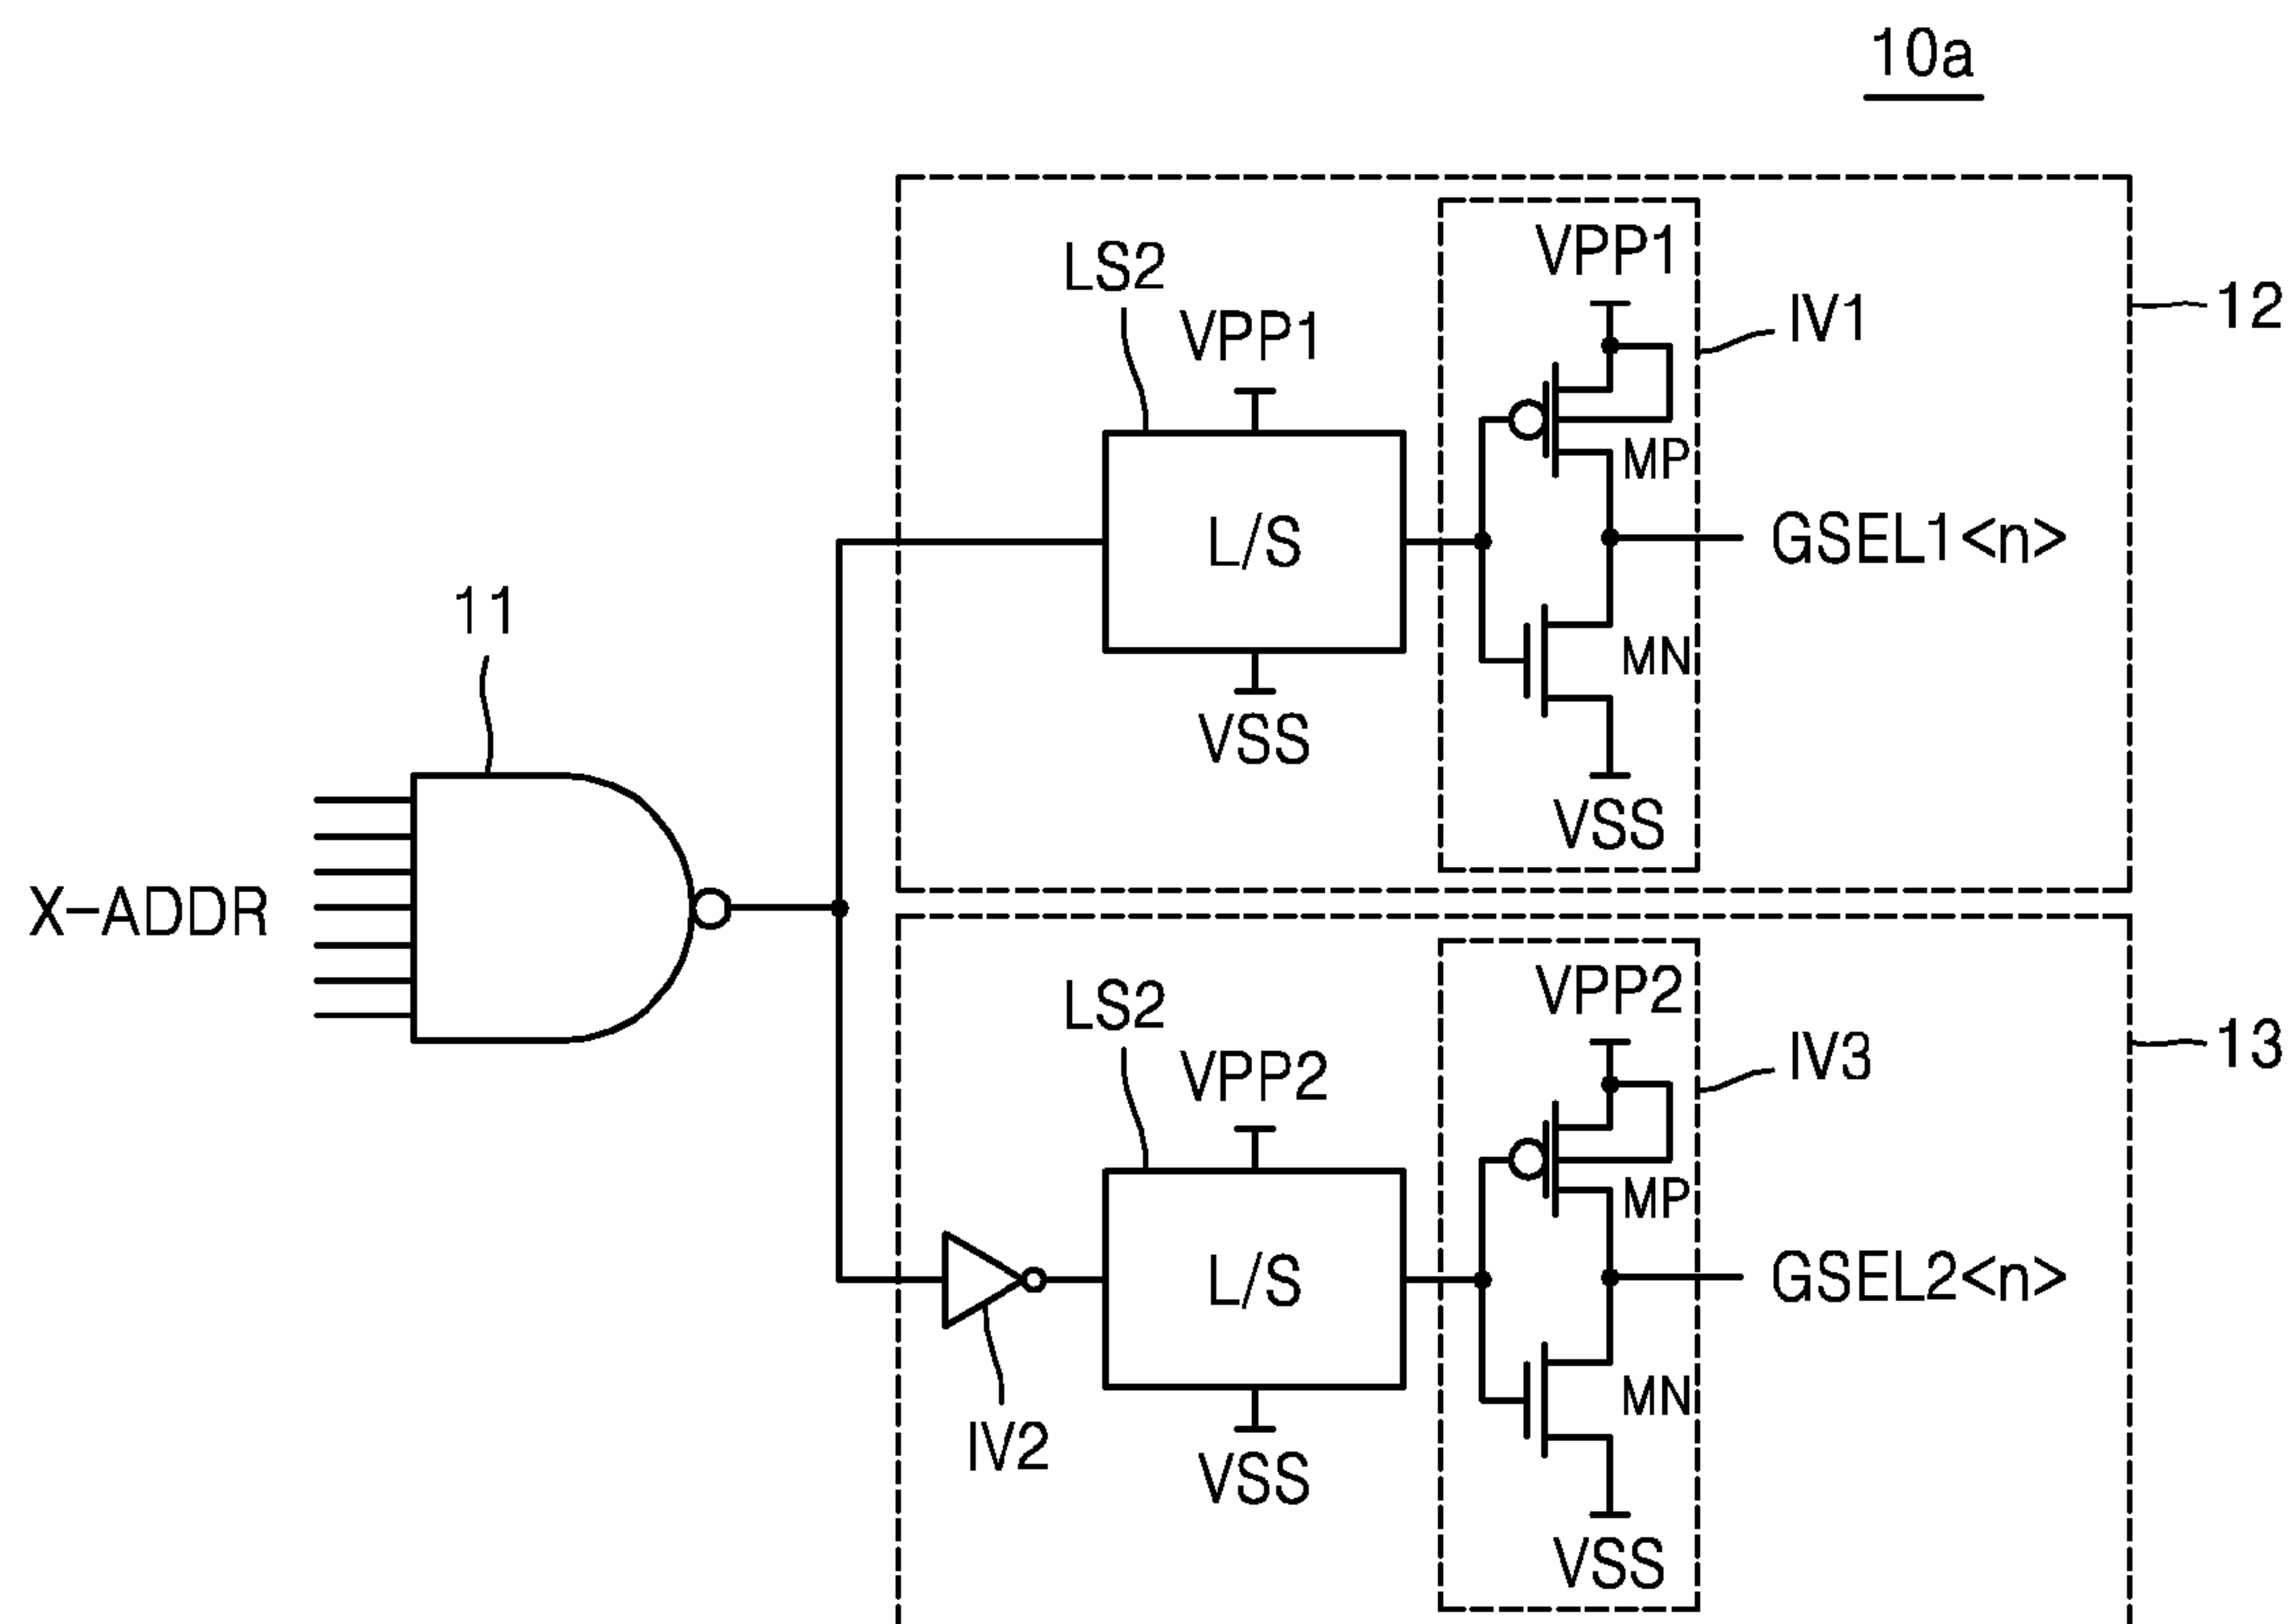 10a
12
VPP1
LS2
VPP1
IV1
MP
L/S
GSEL1<n>
MN
VSS
VSS
11
X-ADDR
13
VPP2
LS2
VPP2
IV3
MP
L/S
GSEL2<n>
MN
IV2
VSS
VSS